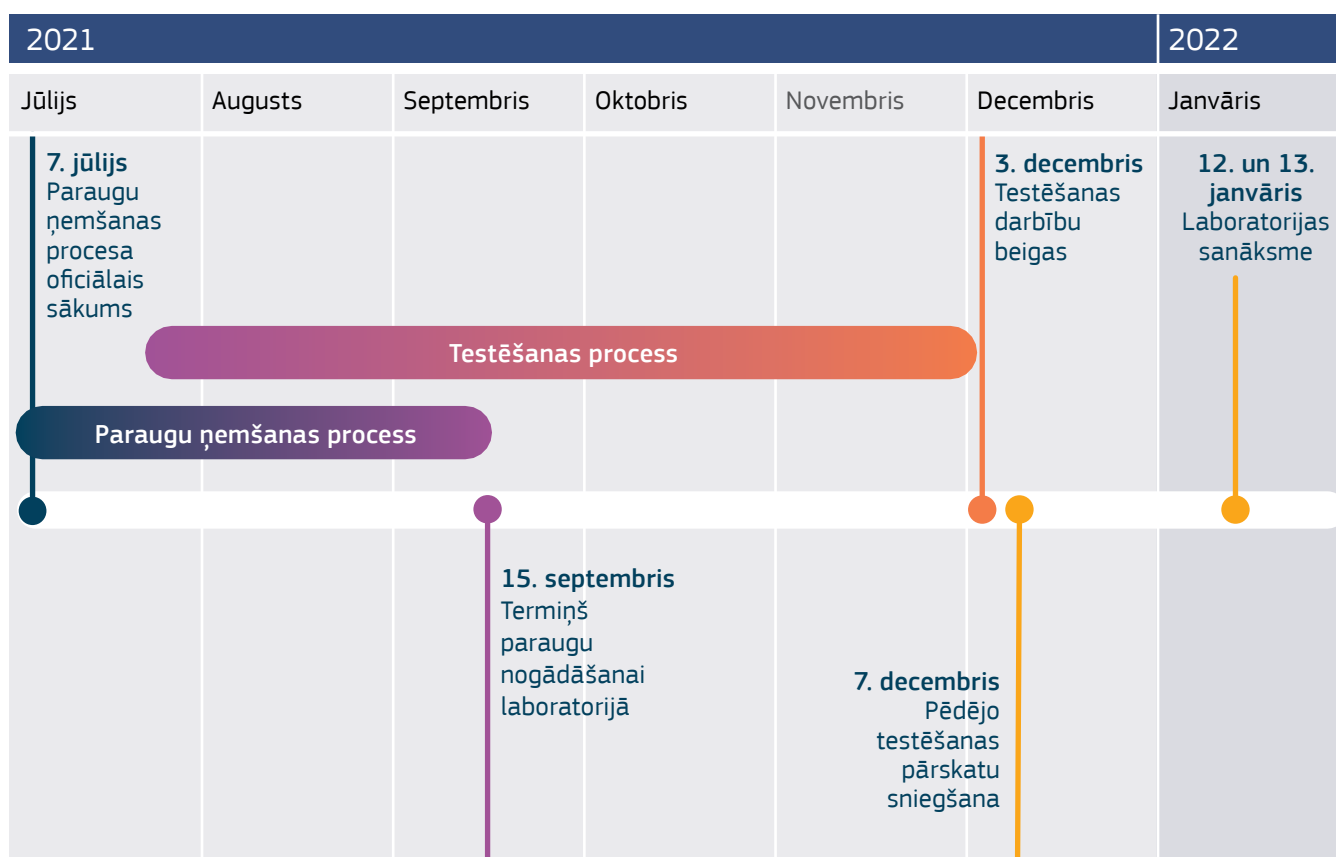 2021
2022
Jūlijs
Augusts
Septembris
Oktobris
Novembris
Decembris
Janvāris
7. jūlijs
Paraugu
ņemšanas
procesa
oficiālais
sākums
3. decembris
Testēšanas
darbību
beigas
12. un 13.
janvāris
Laboratorijas
sanāksme
Testēšanas process
Paraugu ņemšanas process
15. septembris
Termiņš
paraugu
nogādāšanai
laboratorijā
7. decembris
Pēdējo
testēšanas
pārskatu
sniegšana